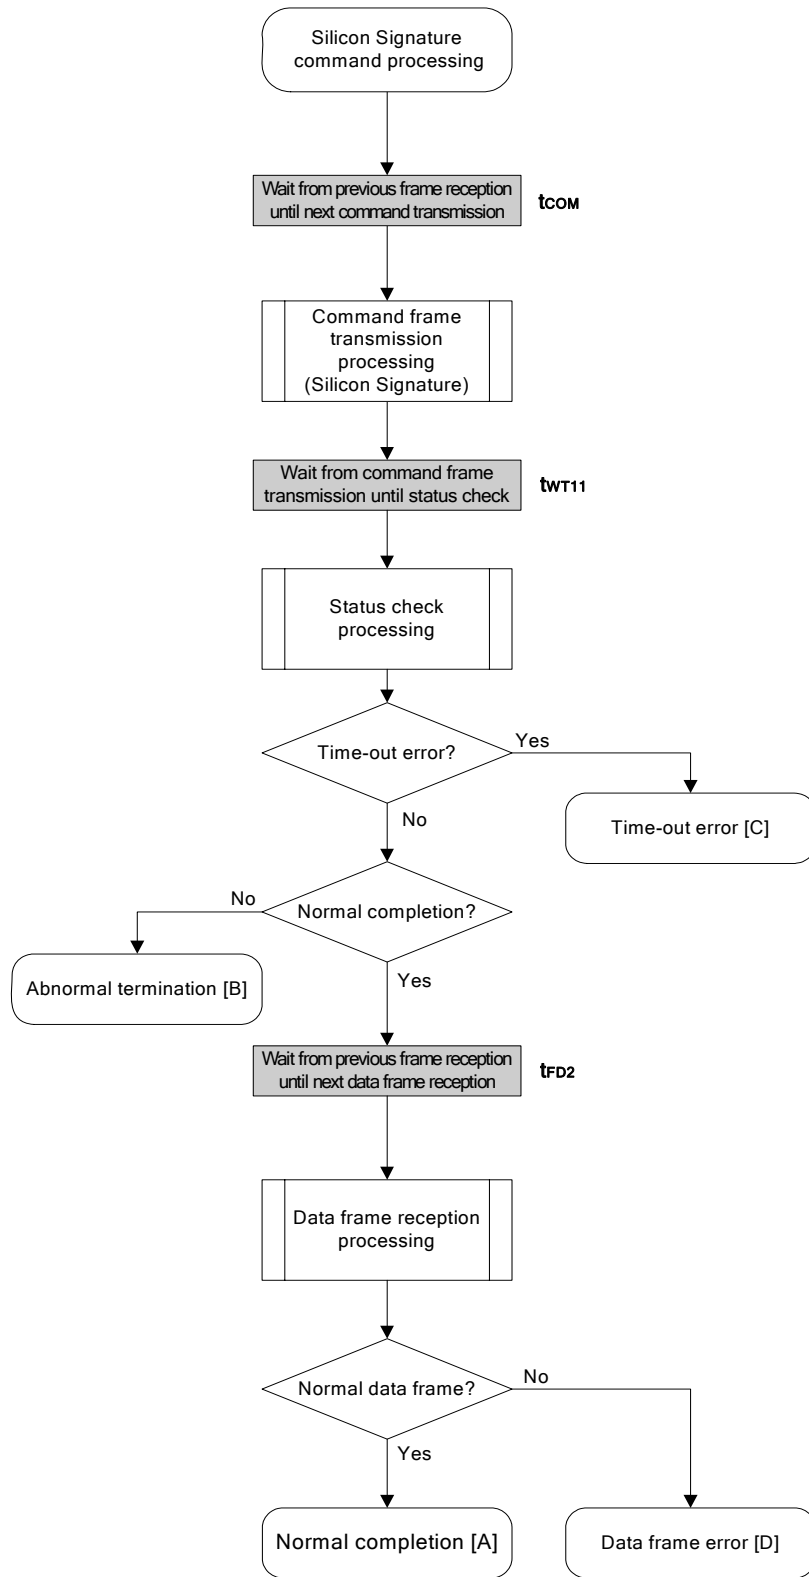 Silicon Signature
command processing
Wait from previous frame reception
until next command transmission
tCOM
Command frame
transmission
processing
(Silicon Signature)
Wait from command frame
transmission until status check
tWT11
Status check
processing
Time-out error?
Yes
No
Time-out error [C]
Normal completion?
No
Yes
Abnormal termination [B]
Wait from previous frame reception
until next data frame reception
tFD2
Data frame reception
processing
Normal data frame?
No
Yes
Normal completion [A]
Data frame error [D]